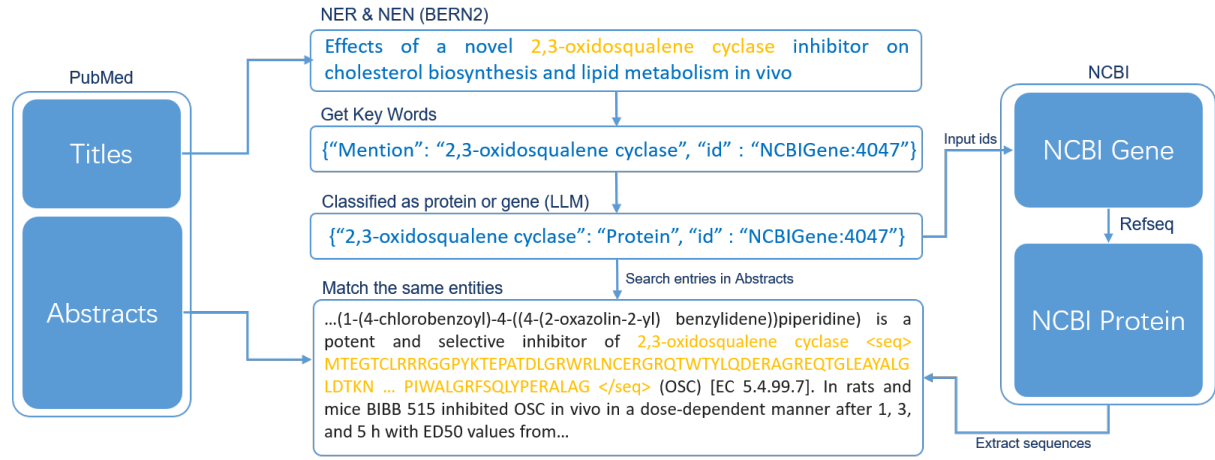 NER & NEN (BERN2)
Effects of a novel 2,3-oxidosqualene cyclase inhibitor on
cholesterol biosynthesis and lipid metabolism in vivo
PubMed
Titles
Abstracts
Get Key Words
{“Mention”: “2,3-oxidosqualene cyclase”, “id” : “NCBIGene:4047”}
Classified as protein or gene (LLM)
{“2,3-oxidosqualene cyclase”: “Protein”, “id” : “NCBIGene:4047”}
Search entries in Abstracts
Match the same entities
...(1-(4-chlorobenzoyl)-4-((4-(2-oxazolin-2-yl) benzylidene))piperidine) is a
potent and selective inhibitor of 2,3-oxidosqualene cyclase <seq>
MTEGTCLRRRGGPYKTEPATDLGRWRLNCERGRQTWTYLQDERAGREQTGLEAYALG
LDTKN ... PIWALGRFSQLYPERALAG </seq> (OSC) [EC 5.4.99.7]. In rats and
mice BIBB 515 inhibited OSC in vivo in a dose-dependent manner after 1, 3,
and 5 h with ED50 values from...
NCBI
Input ids
NCBI Gene
Refseq
NCBI Protein
Extract sequences